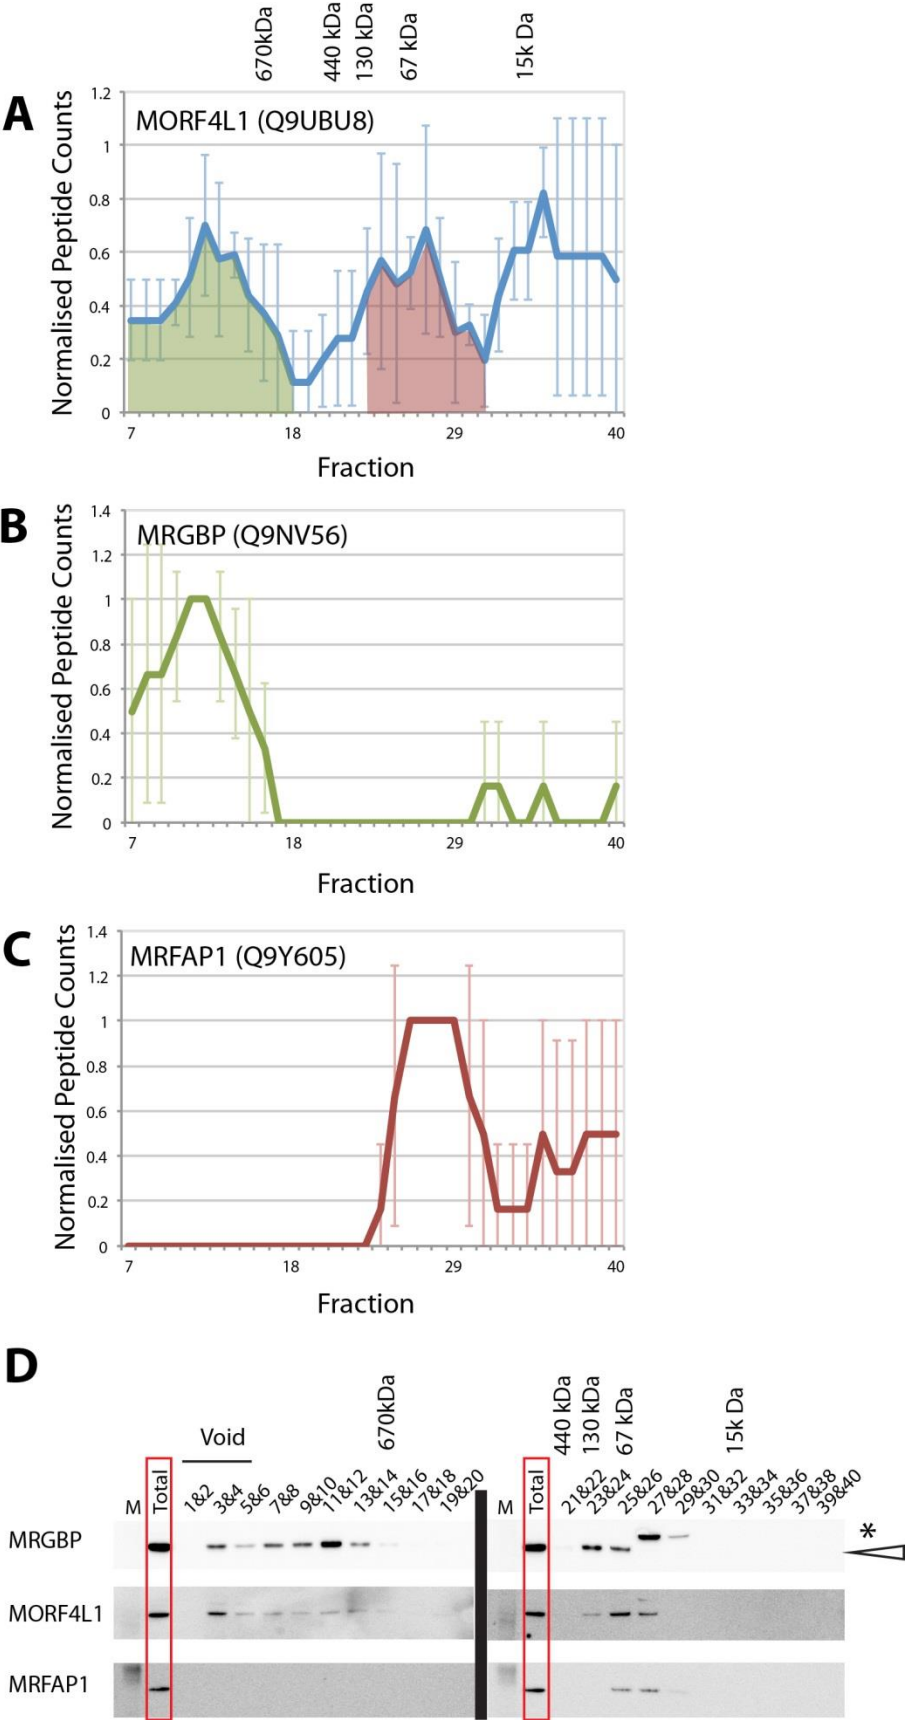 670kDa 440 kDa 130 kDa 67 kDa 15k Da
A
MORF4L1 (Q9UBU8)
Normalised Peptide Counts
1.2
1
0.8
0.6
0.4
0.2
0
7 18 29 40
Fraction
B
MRGBP (Q9NV56)
Normalised Peptide Counts
1.4
1.2
1
0.8
0.6
0.4
0.2
0
7 18 29 40
Fraction
C
MRFAP1 (Q9Y605)
Normalised Peptide Counts
1.4
1.2
1
0.8
0.6
0.4
0.2
0
7 18 29 40
Fraction
D
670kDa 440 kDa 130 kDa 67 kDa 15k Da
Void
M Total 1&2 3&4 5&6 7&8 9&10 11&12 13&14 15&16 17&18 19&20 M Total 21&22 23&24 25&26 27&28 29&30 31&32 33&34 35&36 37&38 39&40
MRGBP *
MORF4L1
MRFAP1